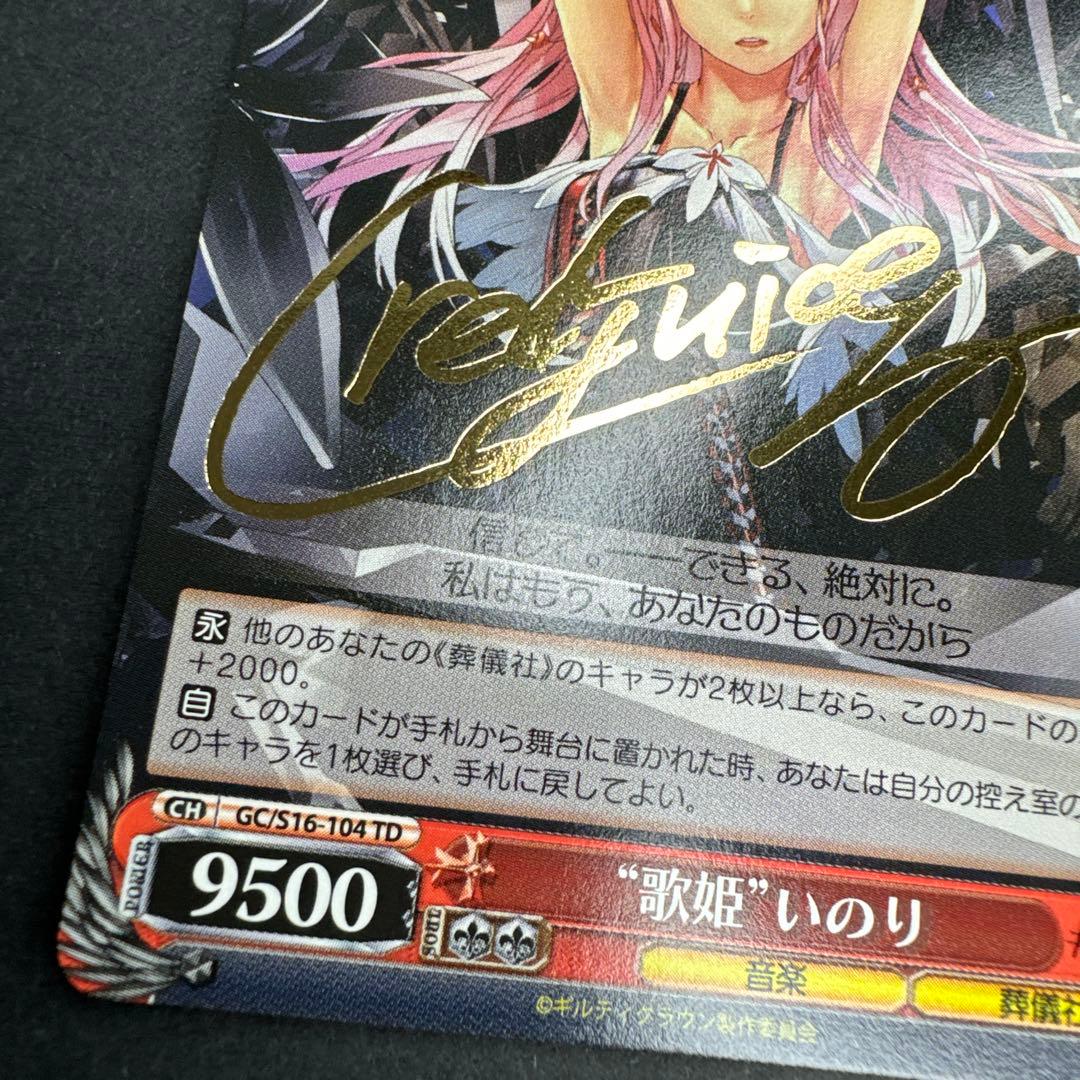 redjuice
信じて。――できる、絶対に。
私はもう、あなたのものだから
永 他のあなたの《葬儀社》のキャラが2枚以上なら、このカードの
＋2000。
自 このカードが手札から舞台に置かれた時、あなたは自分の控え室の
のキャラを1枚選び、手札に戻してよい。
CH GC/S16-104 TD
POWER 9500 SOUL “歌姫”いのり
音楽 葬儀社
©ギルティクラウン製作委員会